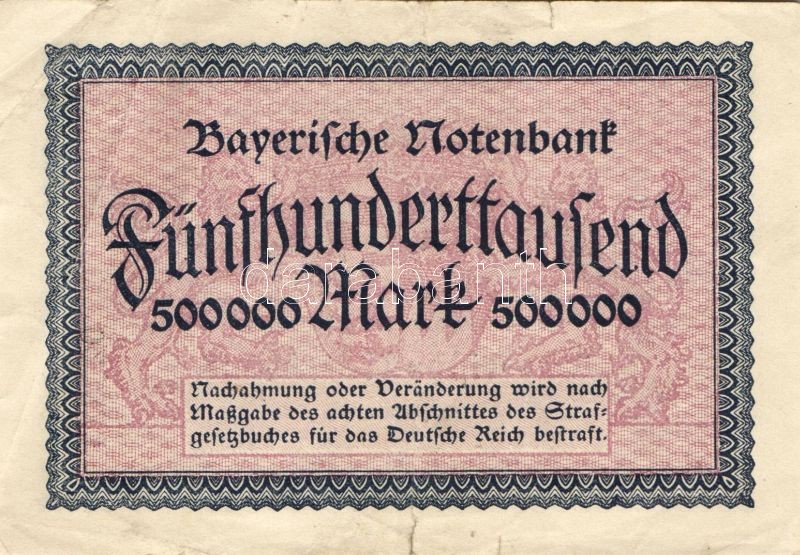 Bayerische Notenbank
Fünfhunderttausend
500000 Mark 500000
darabanth
Nachahmung oder Veränderung wird nach
Maßgabe des achten Abschnittes des Straf-
gesetzbuches für das Deutsche Reich bestraft.